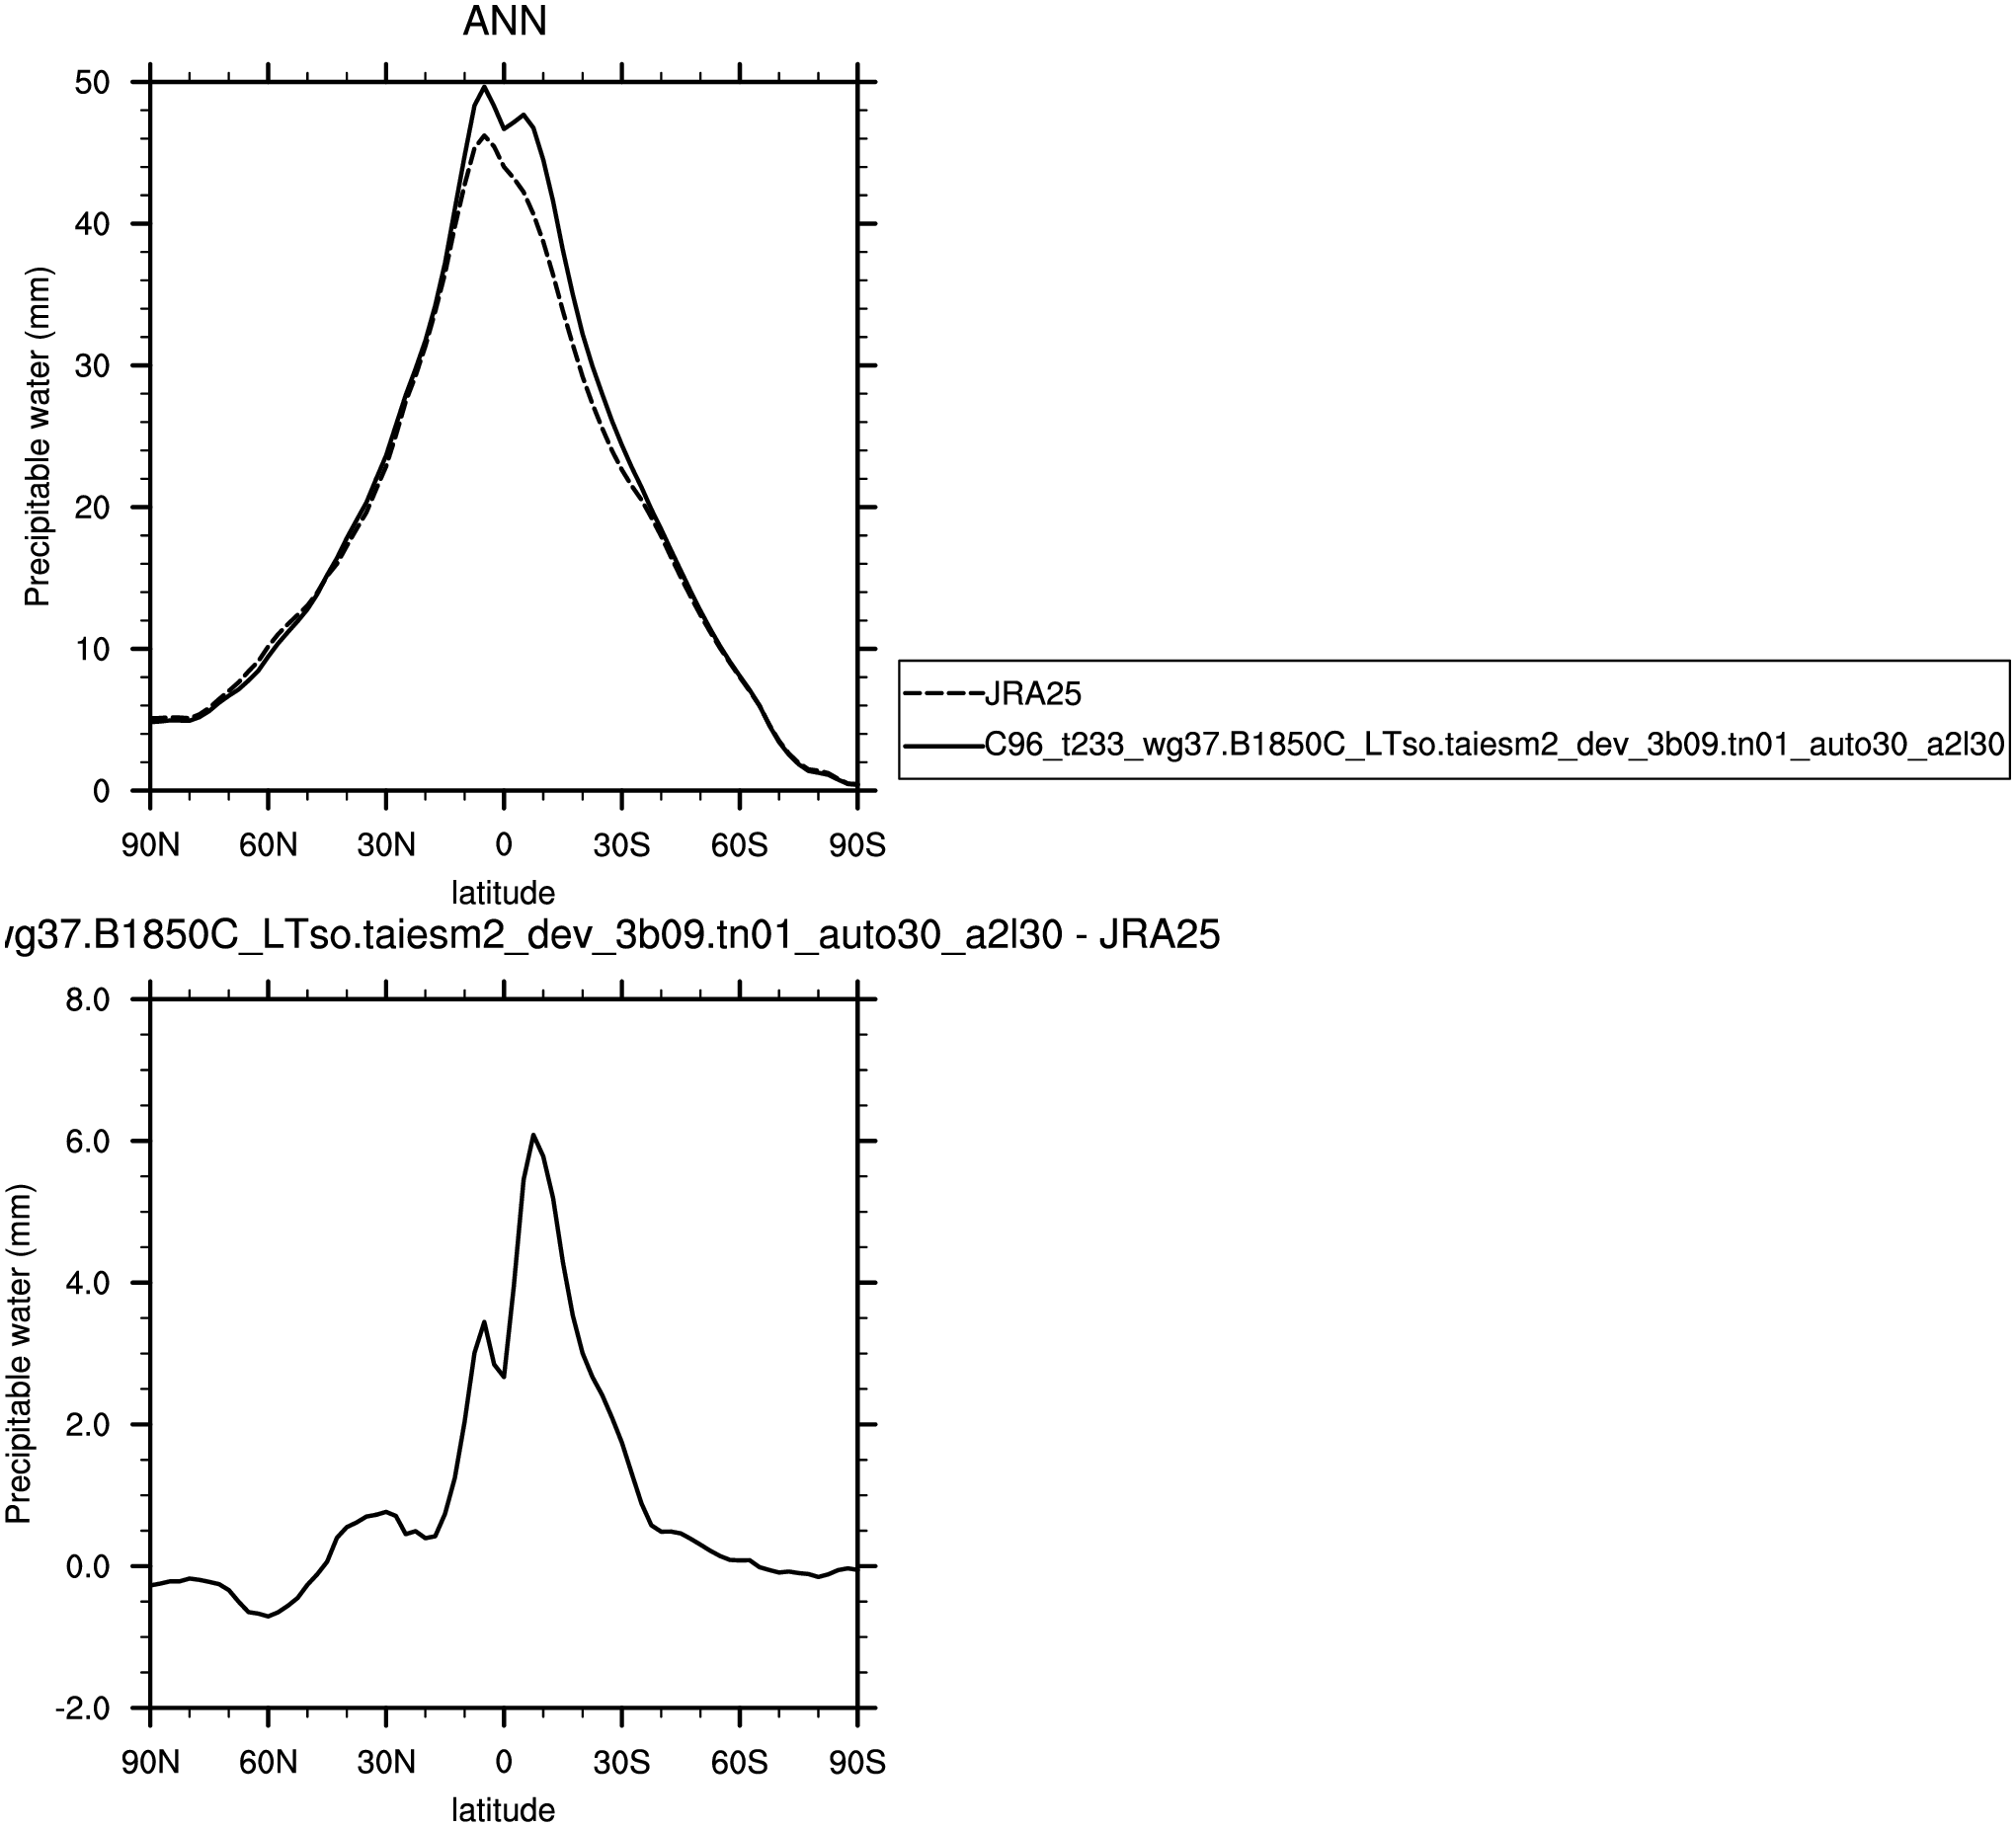 ANN
50
40
30
20
10
0
Precipitable water (mm)
90N 60N 30N 0 30S 60S 90S
latitude
JRA25
C96_t233_wg37.B1850C_LTso.taiesm2_dev_3b09.tn01_auto30_a2l30
g37.B1850C_LTso.taiesm2_dev_3b09.tn01_auto30_a2l30 - JRA25
8.0
6.0
4.0
2.0
0.0
-2.0
Precipitable water (mm)
90N 60N 30N 0 30S 60S 90S
latitude